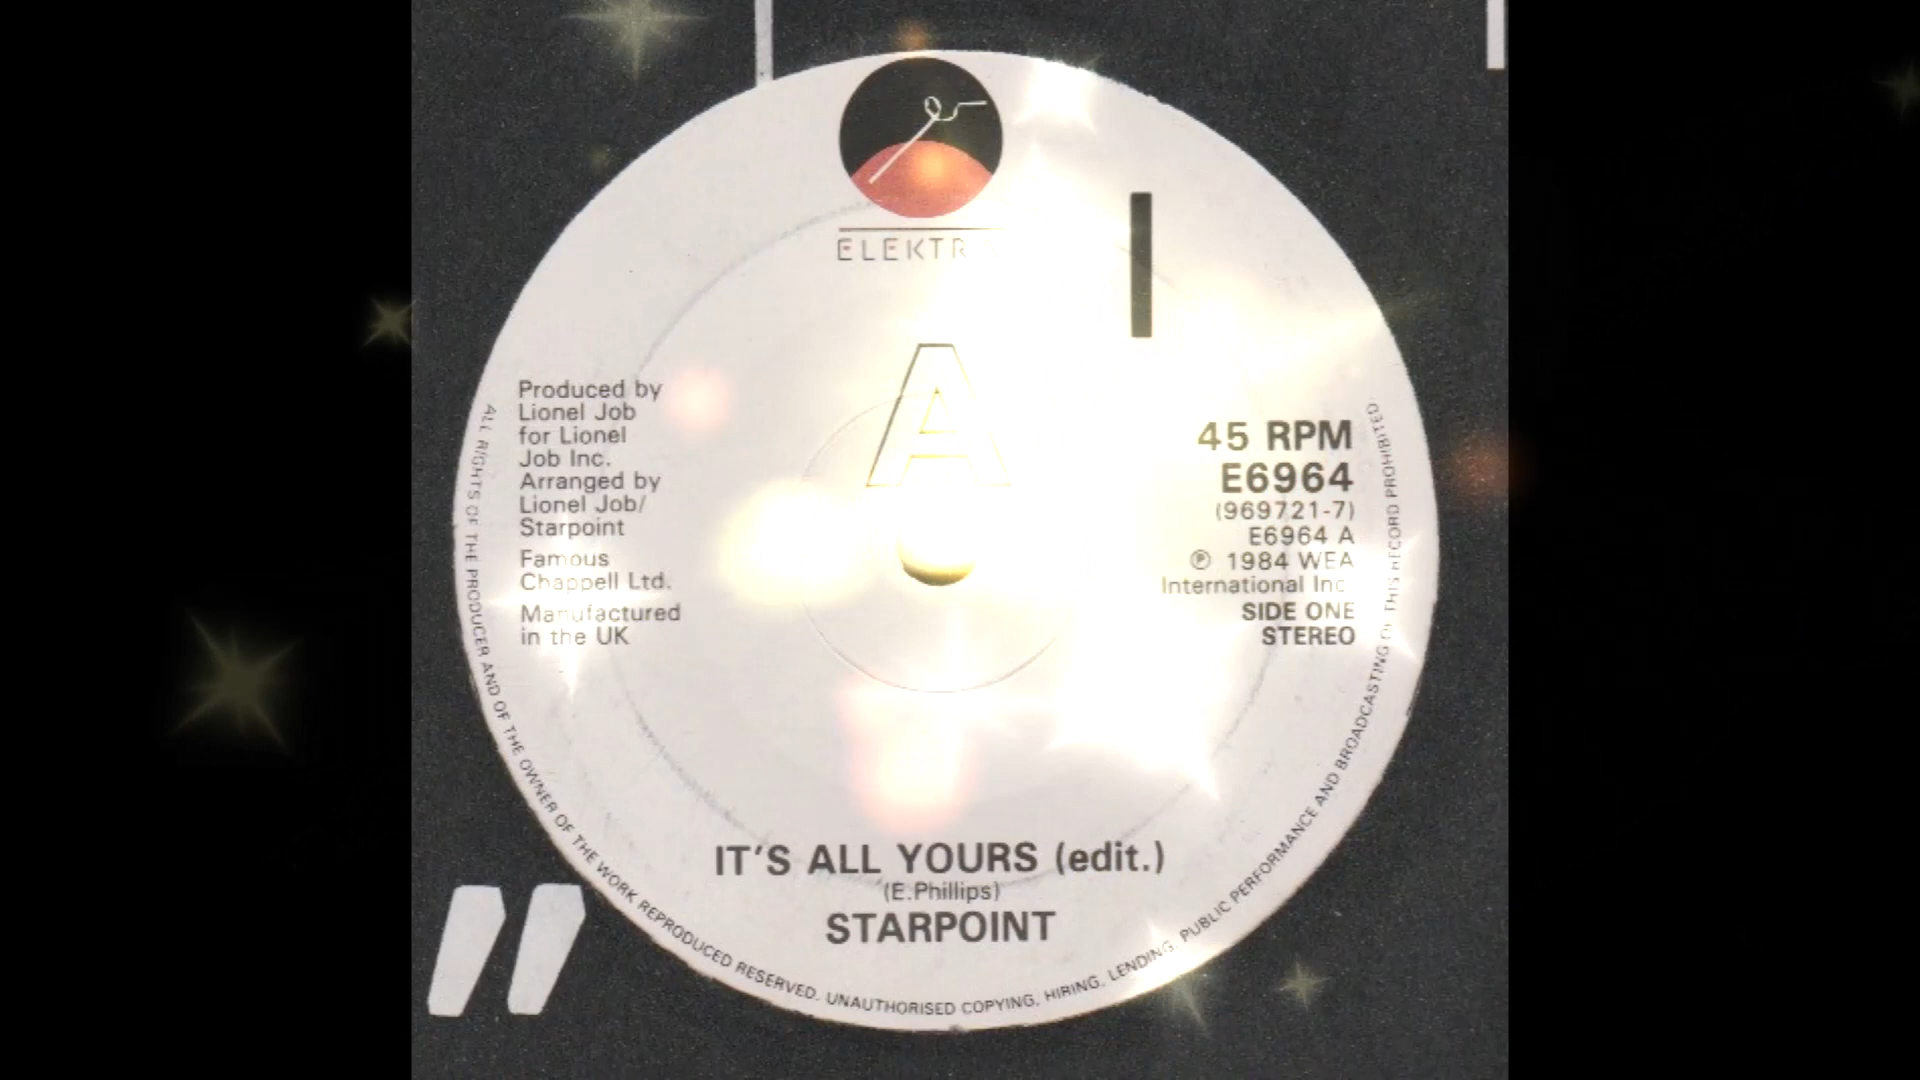 ELEKTR
A
Produced by
Lionel Job
for Lionel
Job Inc.
Arranged by
Lionel Job/
Starpoint
Famous
Chappell Ltd.
Manufactured
in the UK
45 RPM
E6964
(969721-7)
E6964 A
℗ 1984 WEA
International Inc
SIDE ONE
STEREO
IT'S ALL YOURS (edit.)
(E.Phillips)
STARPOINT
ALL RIGHTS OF THE PRODUCER AND OF THE OWNER OF THE WORK REPRODUCED RESERVED. UNAUTHORISED COPYING, HIRING, LENDING, PUBLIC PERFORMANCE AND BROADCASTING OF THIS RECORD PROHIBITED.